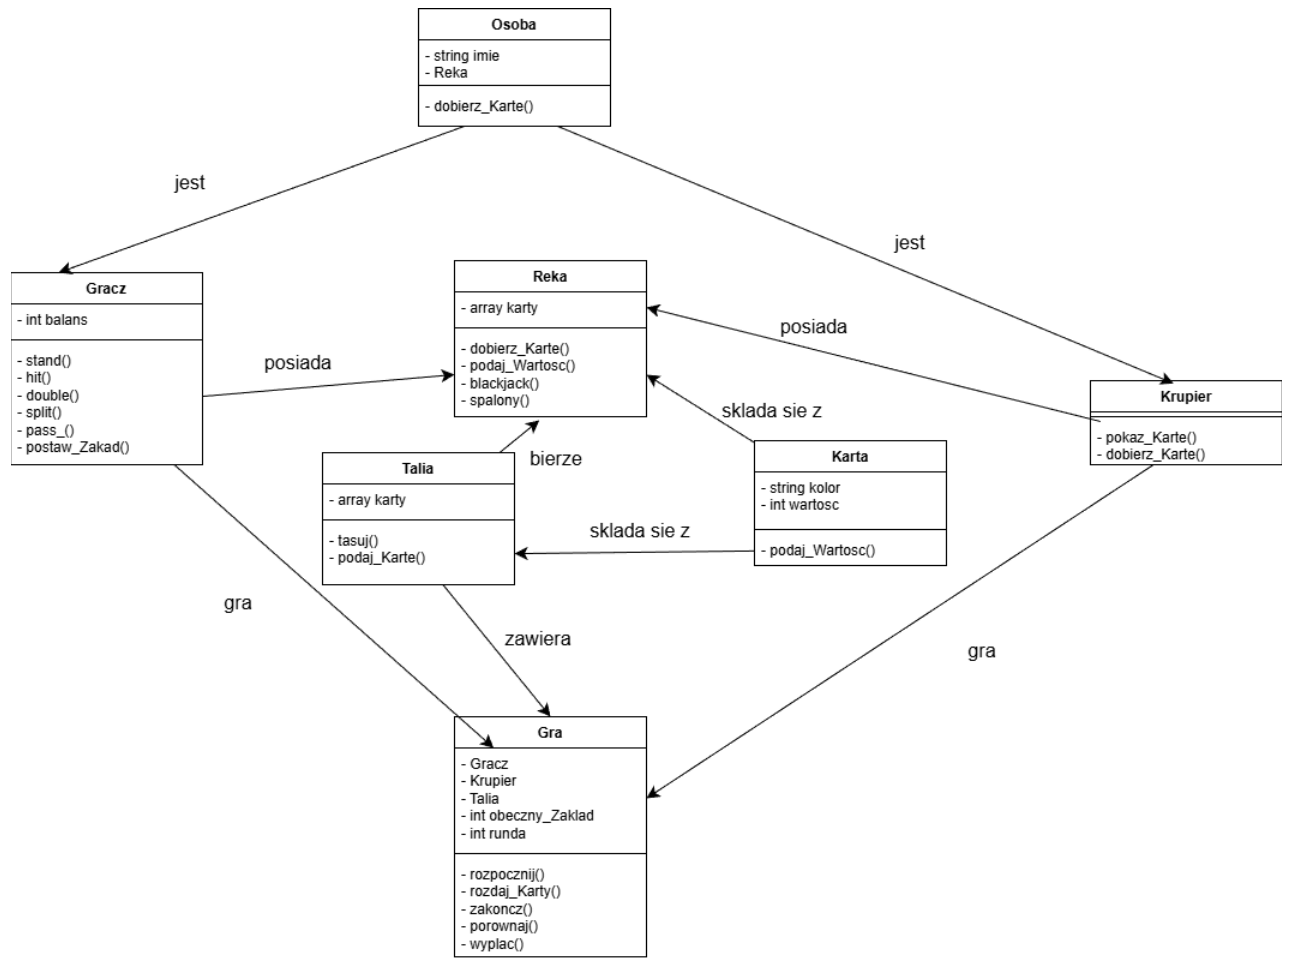 Osoba
- string imie
- Reka
- dobierz_Karte()
jest
jest
Gracz
- int balans
- stand()
- hit()
- double()
- split()
- pass_()
- postaw_Zakad()
posiada
Reka
- array karty
- dobierz_Karte()
- podaj_Wartosc()
- blackjack()
- spalony()
posiada
Krupier
- pokaz_Karte()
- dobierz_Karte()
sklada sie z
bierze
Talia
- array karty
- tasuj()
- podaj_Karte()
sklada sie z
Karta
- string kolor
- int wartosc
- podaj_Wartosc()
gra
zawiera
gra
Gra
- Gracz
- Krupier
- Talia
- int obeczny_Zaklad
- int runda
- rozpocznij()
- rozdaj_Karty()
- zakoncz()
- porownaj()
- wyplac()